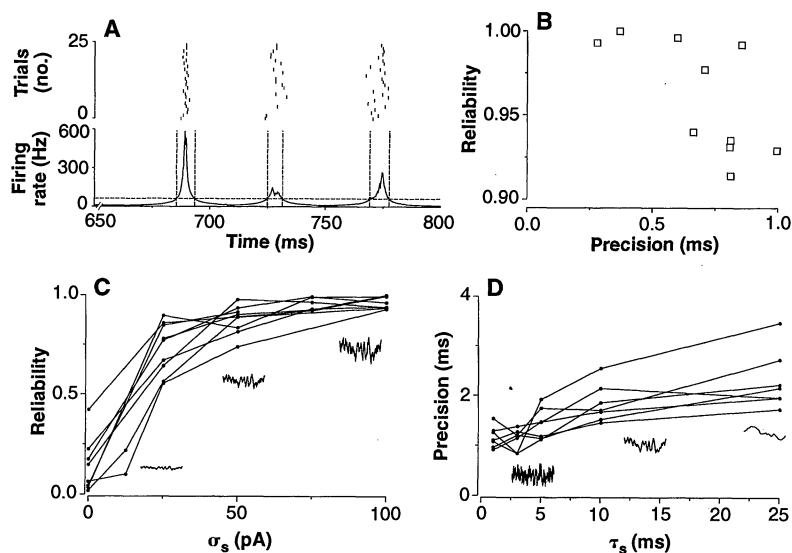 A
25
Trials
(no.)
0
600
Firing
rate (Hz)
300
0
650
700
750
800
Time (ms)
B
1.00
Reliability
0.95
0.90
0.0
0.5
1.0
Precision (ms)
C
1.0
Reliability
0.5
0.0
0
50
100
σs (pA)
D
4
Precision (ms)
2
0
0
5
10
15
20
25
τs (ms)